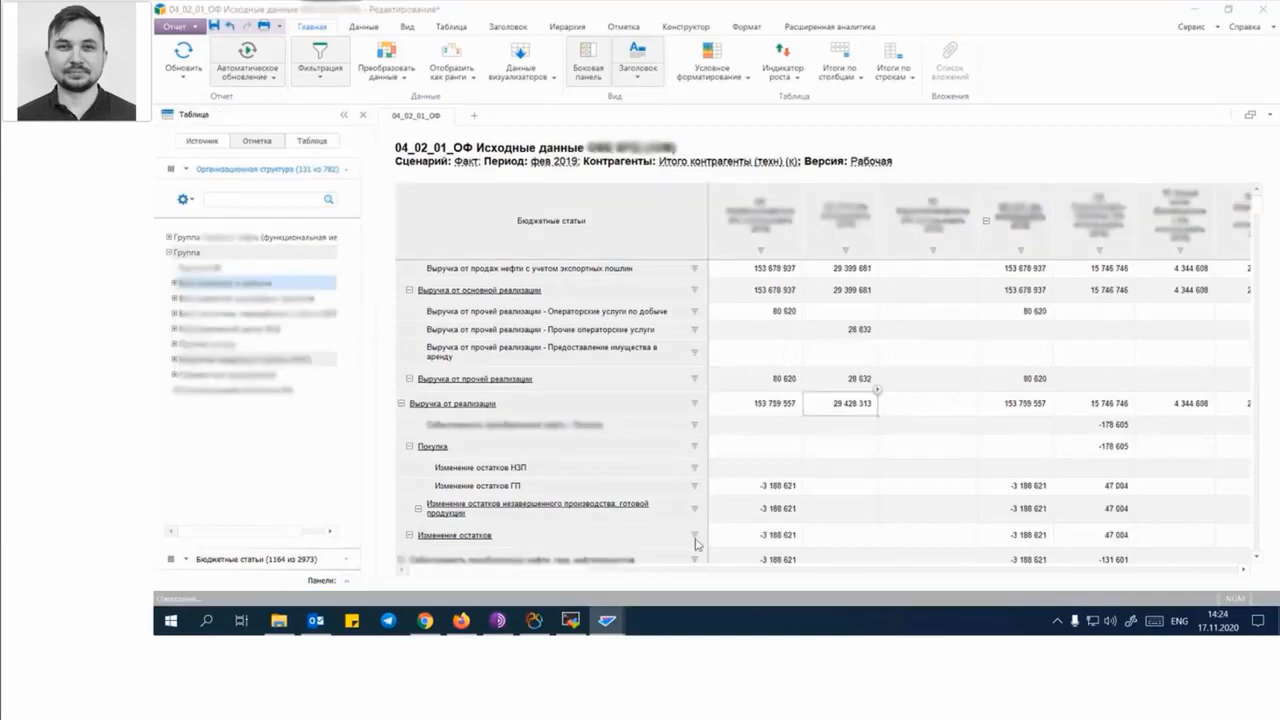 04_02_01_ОФ Исходные данные - Редактирование*
Отчет Главная Данные Вид Таблица Заголовок Иерархия Отметка Конструктор Формат Расширенная аналитика Сервис Справка
Обновить Автоматическое обновление Фильтрация Преобразовать данные Отобразить как ранги Данные визуализаторов Боковая панель Заголовок Условное форматирование Индикатор роста Итоги по столбцам Итоги по строкам Список вложений
Отчет Данные Вид Таблица Вложения
Таблица
04_02_01_ОФ
Источник Отметка Таблица
04_02_01_ОФ Исходные данные
Сценарий: Факт; Период: фев 2019; Контрагенты: Итого контрагенты (техн) (к); Версия: Рабочая
Организационная структура (131 из 782)
Бюджетные статьи
Группа (функциональная ие
Группа
Выручка от продаж нефти с учетом экспортных пошлин 153 678 937 29 399 681 153 678 937 15 746 746 4 344 608
Выручка от основной реализации 153 678 937 29 399 681 153 678 937 15 746 746 4 344 608
Выручка от прочей реализации - Операторские услуги по добыче 80 620 80 620
Выручка от прочей реализации - Прочие операторские услуги 28 632
Выручка от прочей реализации - Предоставление имущества в
аренду
Выручка от прочей реализации 80 620 28 632 80 620
Выручка от реализации 153 759 557 29 428 313 153 759 557 15 746 746 4 344 608
-178 605
Покупка -178 605
Изменение остатков НЗП
Изменение остатков ГП -3 188 621 -3 188 621 47 004
Изменение остатков незавершенного производства, готовой
продукции -3 188 621 -3 188 621 47 004
Изменение остатков -3 188 621 -3 188 621 47 004
-3 188 621 -3 188 621 -131 601
Бюджетные статьи (1164 из 2973)
Панели:
NUM
ENG
14:24
17.11.2020